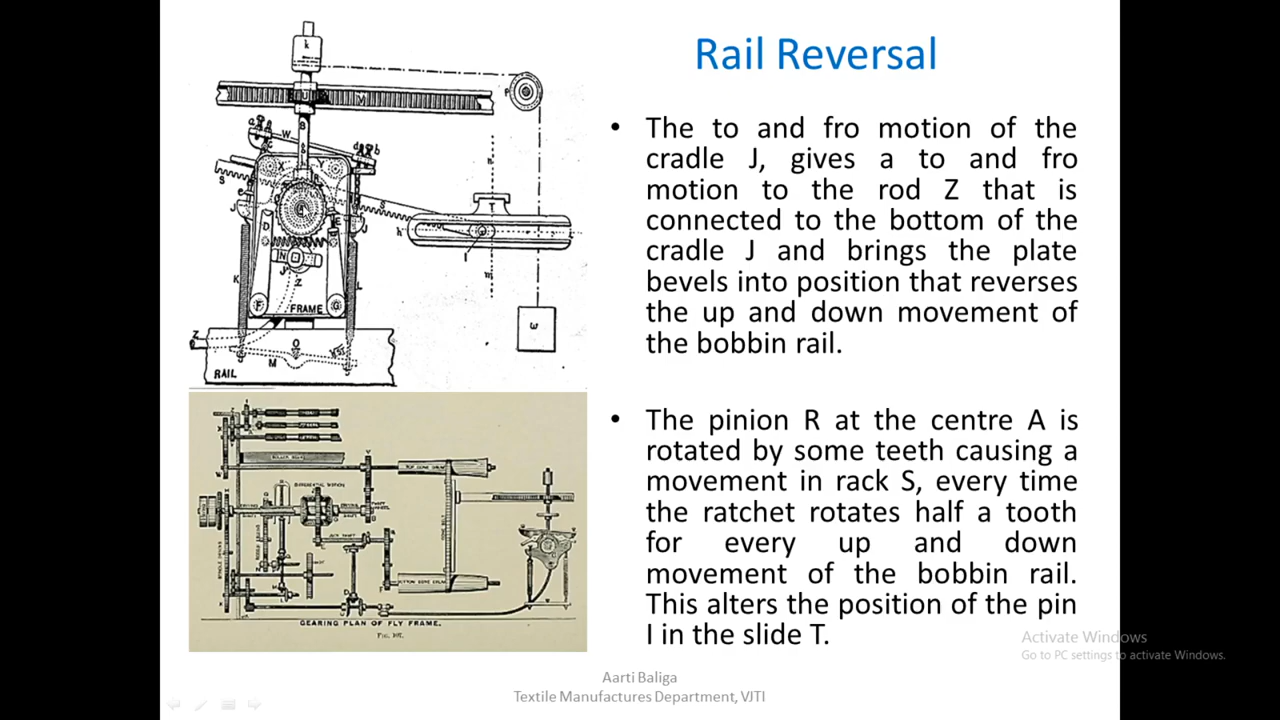 Rail Reversal
• The to and fro motion of the
cradle J, gives a to and fro
motion to the rod Z that is
connected to the bottom of the
cradle J and brings the plate
bevels into position that reverses
the up and down movement of
the bobbin rail.
• The pinion R at the centre A is
rotated by some teeth causing a
movement in rack S, every time
the ratchet rotates half a tooth
for every up and down
movement of the bobbin rail.
This alters the position of the pin
I in the slide T.
k
P
U
V
B
a
W
d
b
X
S
S
J
D
E
h
T
N
J
K
L
Z
F
FRAME
G
I
m
ω
Z
O
M
RAIL
DIFFERENTIAL MOTION
GEARING PLAN OF FLY FRAME.
Activate Windows
Go to PC settings to activate Windows.
Aarti Baliga
Textile Manufactures Department, VJTI